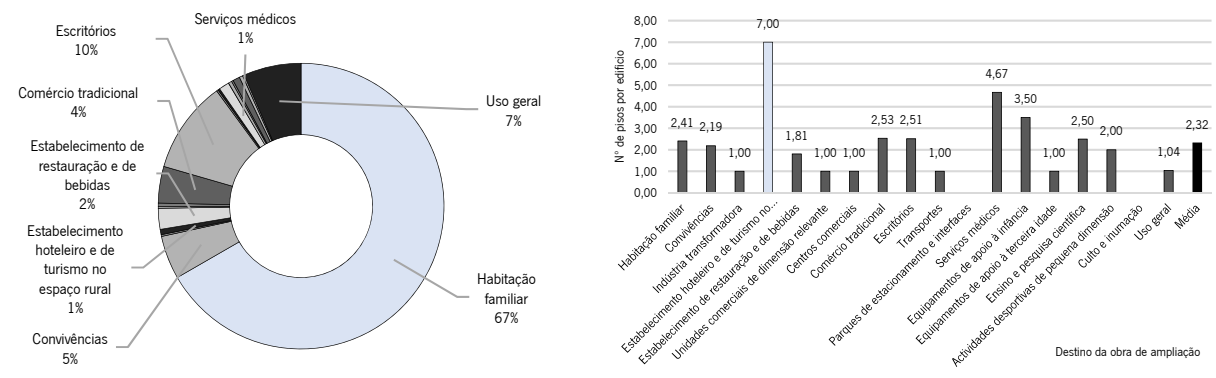 Serviços médicos
1%
Escritórios
10%
Comércio tradicional
4%
Estabelecimento de
restauração e de
bebidas
2%
Estabelecimento
hoteleiro e de
turismo no
espaço rural
1%
Convivências
5%
Uso geral
7%
Habitação
familiar
67%
Nº de pisos por edifício
8,00
7,00
6,00
5,00
4,00
3,00
2,00
1,00
0,00
2,41
2,19
1,00
7,00
1,81
1,00
1,00
2,53
2,51
1,00
4,67
3,50
1,00
2,50
2,00
1,04
2,32
Habitação familiar
Convivências
Indústria transformadora
Estabelecimento hoteleiro e de turismo no...
Estabelecimento de restauração e de bebidas
Unidades comerciais de dimensão relevante
Centros comerciais
Comércio tradicional
Escritórios
Transportes
Parques de estacionamento e interfaces
Serviços médicos
Equipamentos de apoio à infância
Equipamentos de apoio à terceira idade
Ensino e pesquisa científica
Actividades desportivas de pequena dimensão
Culto e inumação
Uso geral
Média
Destino da obra de ampliação